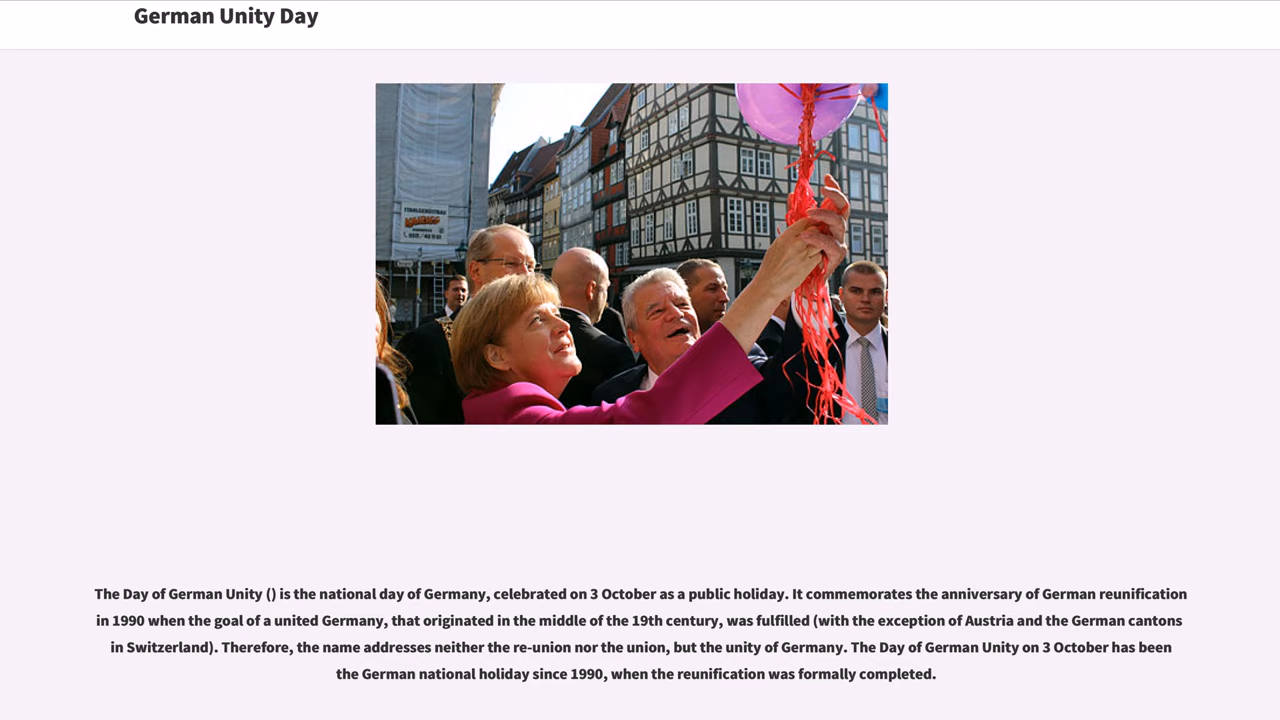 German Unity Day
The Day of German Unity () is the national day of Germany, celebrated on 3 October as a public holiday. It commemorates the anniversary of German reunification
in 1990 when the goal of a united Germany, that originated in the middle of the 19th century, was fulfilled (with the exception of Austria and the German cantons
in Switzerland). Therefore, the name addresses neither the re-union nor the union, but the unity of Germany. The Day of German Unity on 3 October has been
the German national holiday since 1990, when the reunification was formally completed.